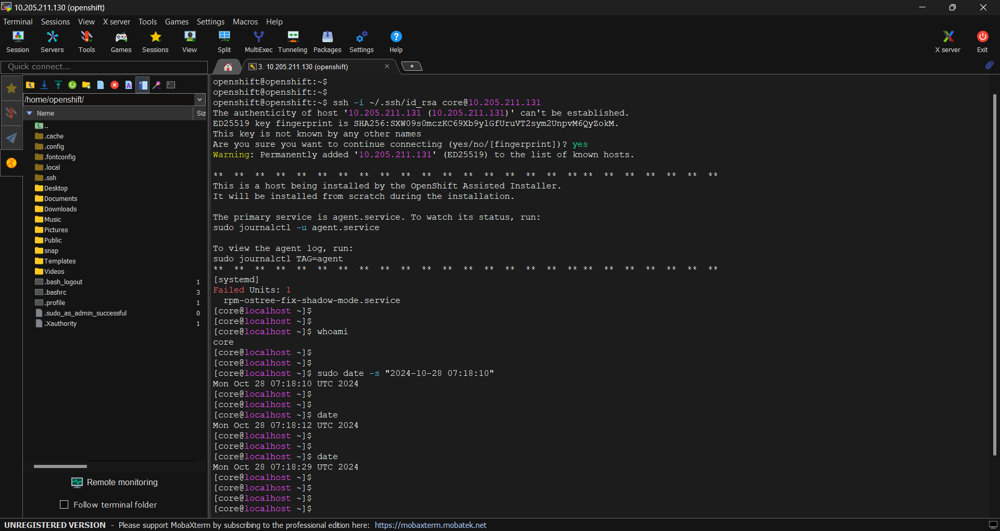 10.205.211.130 (openshift)
Terminal Sessions View X server Tools Games Settings Macros Help
Session Servers Tools Games Sessions View Split MultiExec Tunneling Packages Settings Help X server Exit
Quick connect...
3. 10.205.211.130 (openshift)
/home/openshift/
Name Siz
..
.cache
.config
.fontconfig
.local
.ssh
Desktop
Documents
Downloads
Music
Pictures
Public
snap
Templates
Videos
.bash_logout 1
.bashrc 3
.profile 1
.sudo_as_admin_successful 0
.Xauthority 1
Remote monitoring
Follow terminal folder
openshift@openshift:~$
openshift@openshift:~$
openshift@openshift:~$ ssh -i ~/.ssh/id_rsa core@10.205.211.131
The authenticity of host '10.205.211.131 (10.205.211.131)' can't be established.
ED25519 key fingerprint is SHA256:SXW09s0mczKC69Xb9ylGfUruVT2sym2UnpvM6QyZokM.
This key is not known by any other names
Are you sure you want to continue connecting (yes/no/[fingerprint])? yes
Warning: Permanently added '10.205.211.131' (ED25519) to the list of known hosts.
** ** ** ** ** ** ** ** ** ** ** ** ** ** ** ** ** ** ** ** ** ** ** ** **
This is a host being installed by the OpenShift Assisted Installer.
It will be installed from scratch during the installation.
The primary service is agent.service. To watch its status, run:
sudo journalctl -u agent.service
To view the agent log, run:
sudo journalctl TAG=agent
** ** ** ** ** ** ** ** ** ** ** ** ** ** ** ** ** ** ** ** ** ** ** ** **
[systemd]
Failed Units: 1
rpm-ostree-fix-shadow-mode.service
[core@localhost ~]$
[core@localhost ~]$
[core@localhost ~]$ whoami
core
[core@localhost ~]$
[core@localhost ~]$
[core@localhost ~]$ sudo date -s "2024-10-28 07:18:10"
Mon Oct 28 07:18:10 UTC 2024
[core@localhost ~]$
[core@localhost ~]$
[core@localhost ~]$ date
Mon Oct 28 07:18:12 UTC 2024
[core@localhost ~]$
[core@localhost ~]$
[core@localhost ~]$ date
Mon Oct 28 07:18:29 UTC 2024
[core@localhost ~]$
[core@localhost ~]$
[core@localhost ~]$
[core@localhost ~]$
UNREGISTERED VERSION - Please support MobaXterm by subscribing to the professional edition here: https://mobaxterm.mobatek.net